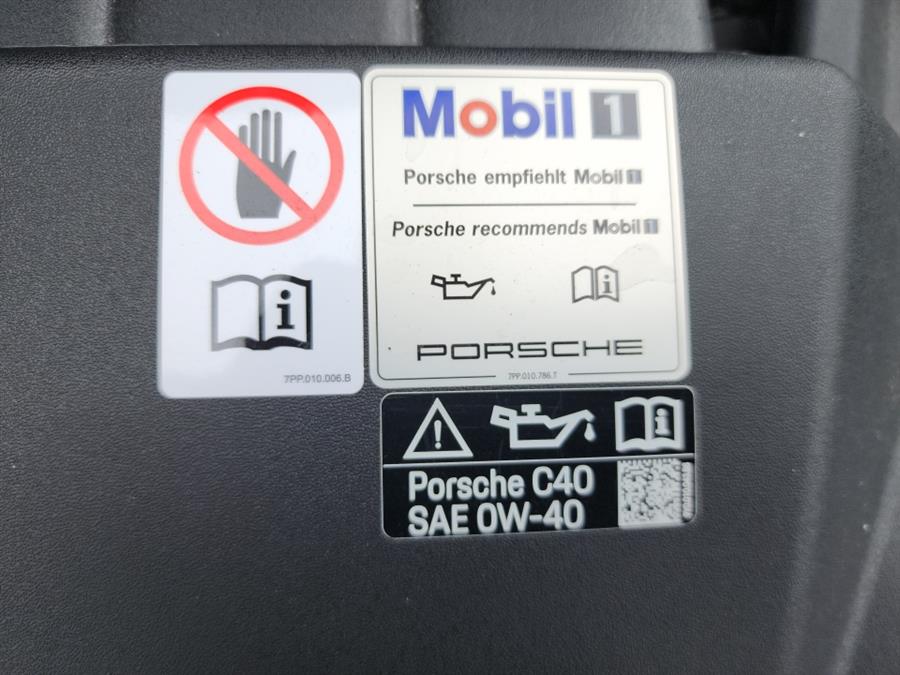 7PP.010.006.B
Mobil 1
Porsche empfiehlt Mobil 1
Porsche recommends Mobil 1
PORSCHE
7PP.010.786.T
Porsche C40
SAE 0W-40